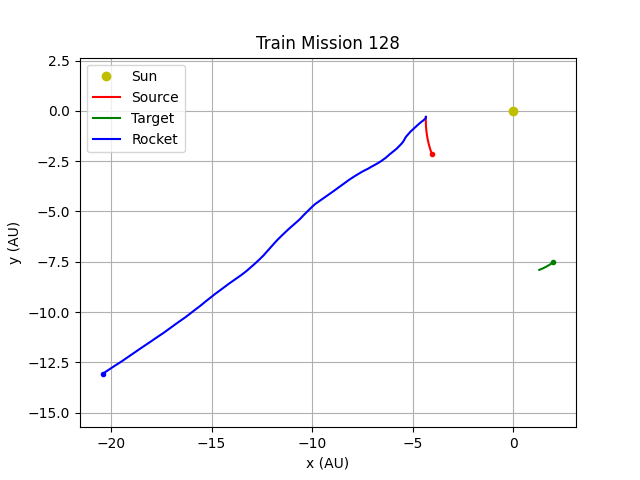 Train Mission 128
Sun
Source
Target
Rocket
2.5
0.0
−2.5
−5.0
−7.5
−10.0
−12.5
−15.0
y (AU)
−20
−15
−10
−5
0
x (AU)